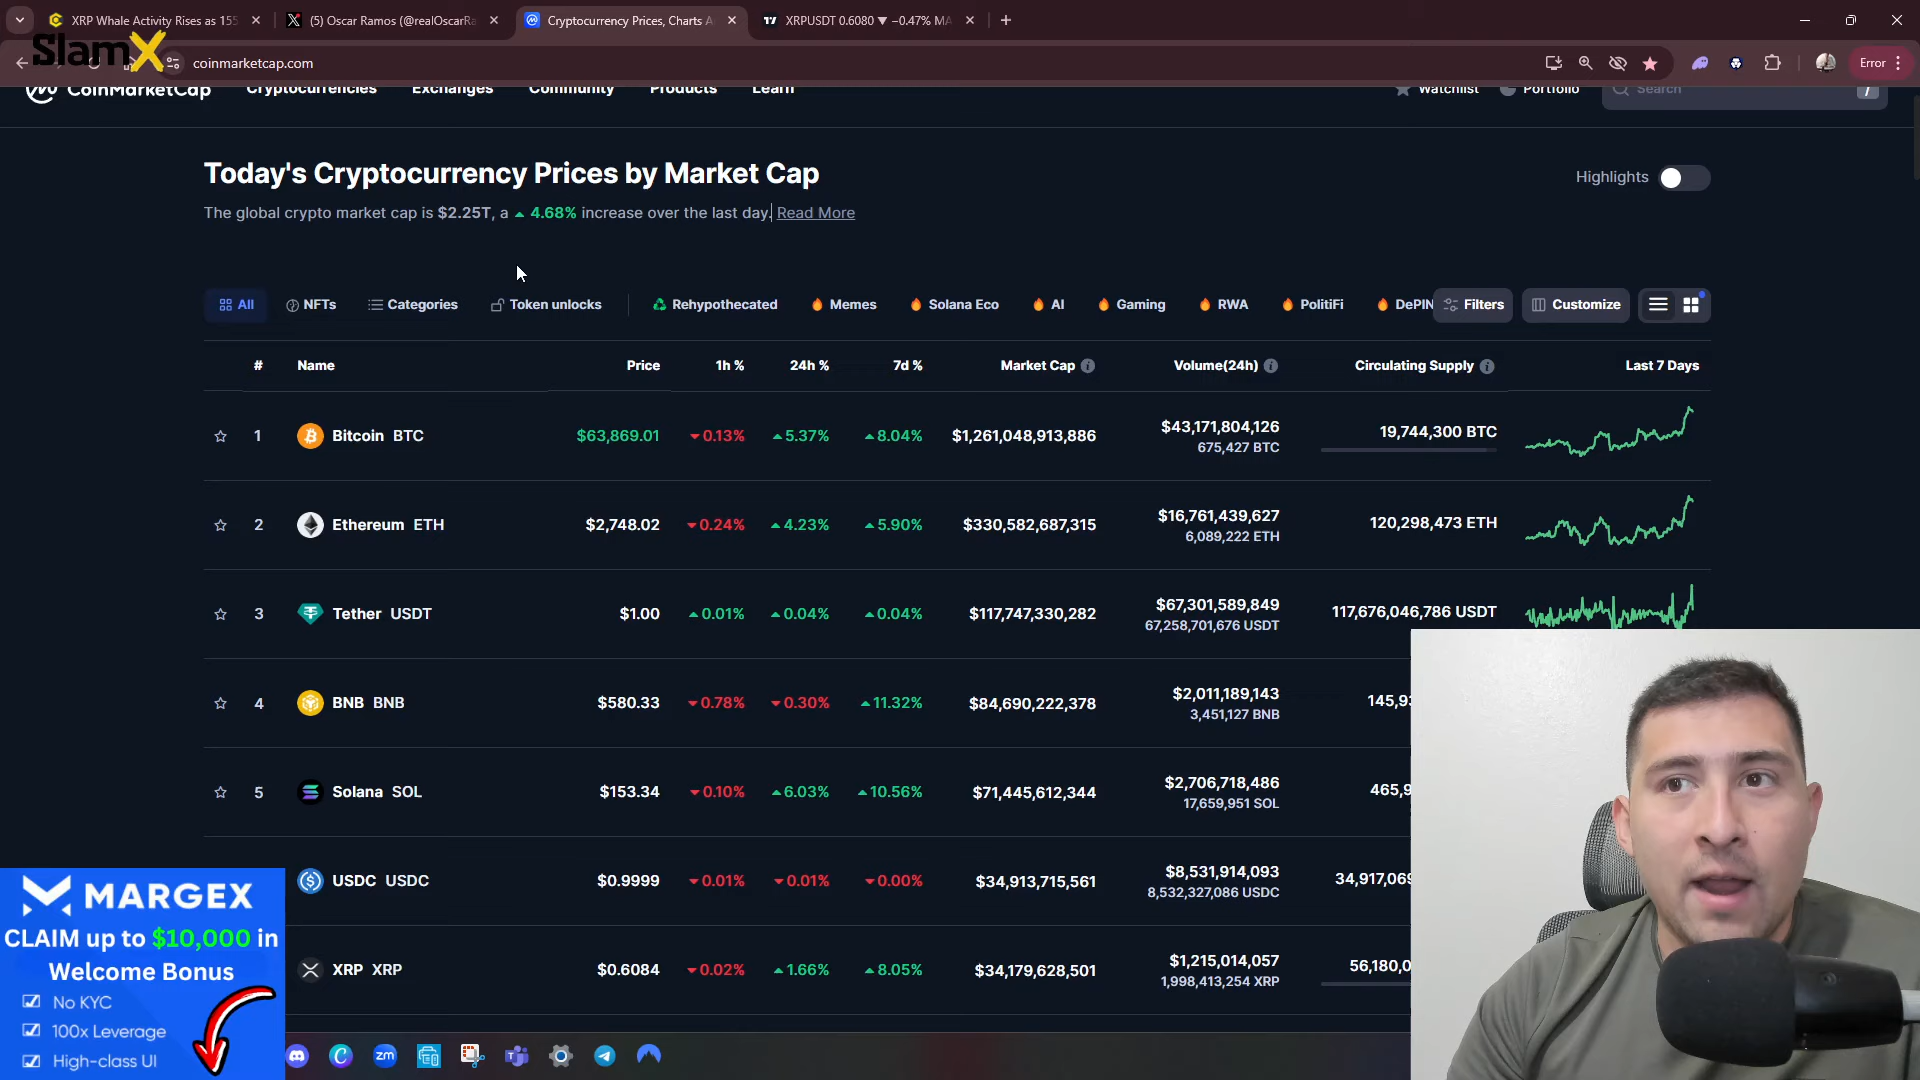 XRP Whale Activity Rises as 155
(5) Oscar Ramos (@realOscarRa
Cryptocurrency Prices, Charts A
XRPUSDT 0.6080 ▼ −0.47% MA
SlamX
coinmarketcap.com
Error
CoinMarketCap
Cryptocurrencies
Exchanges
Community
Products
Learn
Watchlist
Portfolio
Search
/
Today's Cryptocurrency Prices by Market Cap
Highlights
The global crypto market cap is $2.25T, a ▲ 4.68% increase over the last day. Read More
All NFTs Categories Token unlocks Rehypothecated Memes Solana Eco AI Gaming RWA PolitiFi DePIN Filters Customize
# Name Price 1h % 24h % 7d % Market Cap Volume(24h) Circulating Supply Last 7 Days
1 Bitcoin BTC $63,869.01 ▼0.13% ▲5.37% ▲8.04% $1,261,048,913,886 $43,171,804,126 19,744,300 BTC
675,427 BTC
2 Ethereum ETH $2,748.02 ▼0.24% ▲4.23% ▲5.90% $330,582,687,315 $16,761,439,627 120,298,473 ETH
6,089,222 ETH
3 Tether USDT $1.00 ▲0.01% ▲0.04% ▲0.04% $117,747,330,282 $67,301,589,849 117,676,046,786 USDT
67,258,701,676 USDT
4 BNB BNB $580.33 ▼0.78% ▼0.30% ▲11.32% $84,690,222,378 $2,011,189,143 145,93
3,451,127 BNB
5 Solana SOL $153.34 ▼0.10% ▲6.03% ▲10.56% $71,445,612,344 $2,706,718,486 465,9
17,659,951 SOL
USDC USDC $0.9999 ▼0.01% ▼0.01% ▼0.00% $34,913,715,561 $8,531,914,093 34,917,069
8,532,327,086 USDC
XRP XRP $0.6084 ▼0.02% ▲1.66% ▲8.05% $34,179,628,501 $1,215,014,057 56,180,0
1,998,413,254 XRP
MARGEX
CLAIM up to $10,000 in
Welcome Bonus
No KYC
100x Leverage
High-class UI
zm